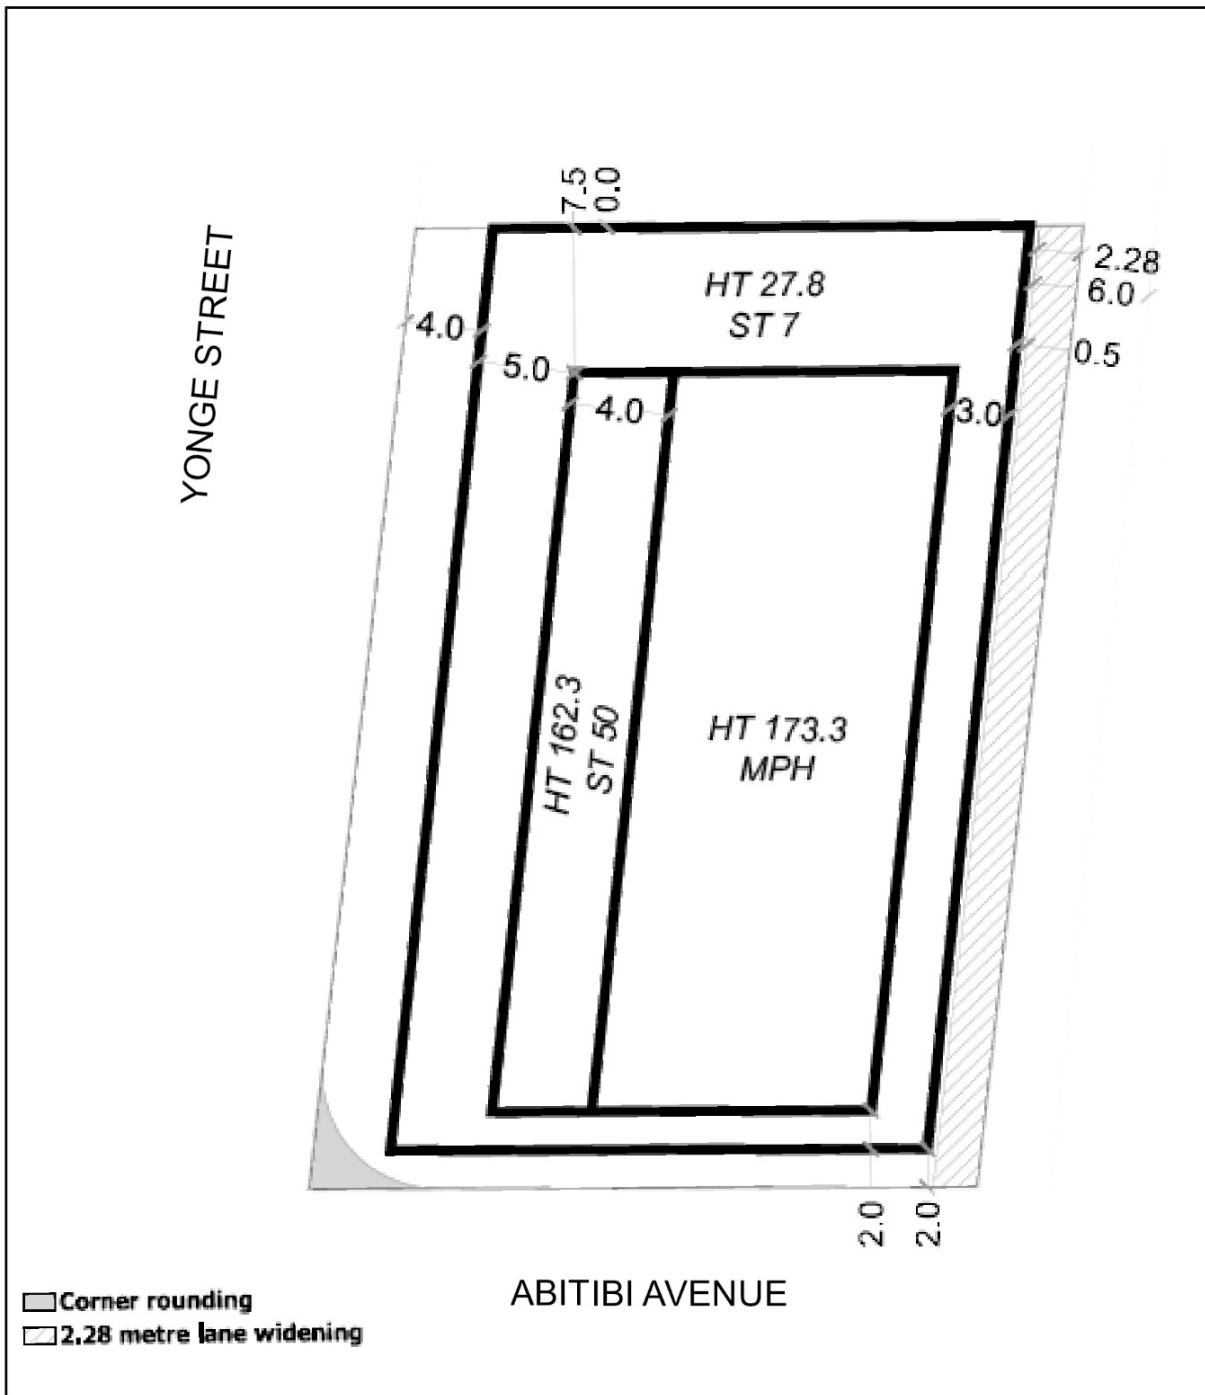 7.5
0.0
YONGE STREET
HT 27.8
ST 7
2.28
6.0
4.0
0.5
5.0
4.0
3.0
HT 162.3
ST 50
HT 173.3
MPH
2.0
2.0
ABITIBI AVENUE
Corner rounding
2.28 metre lane widening